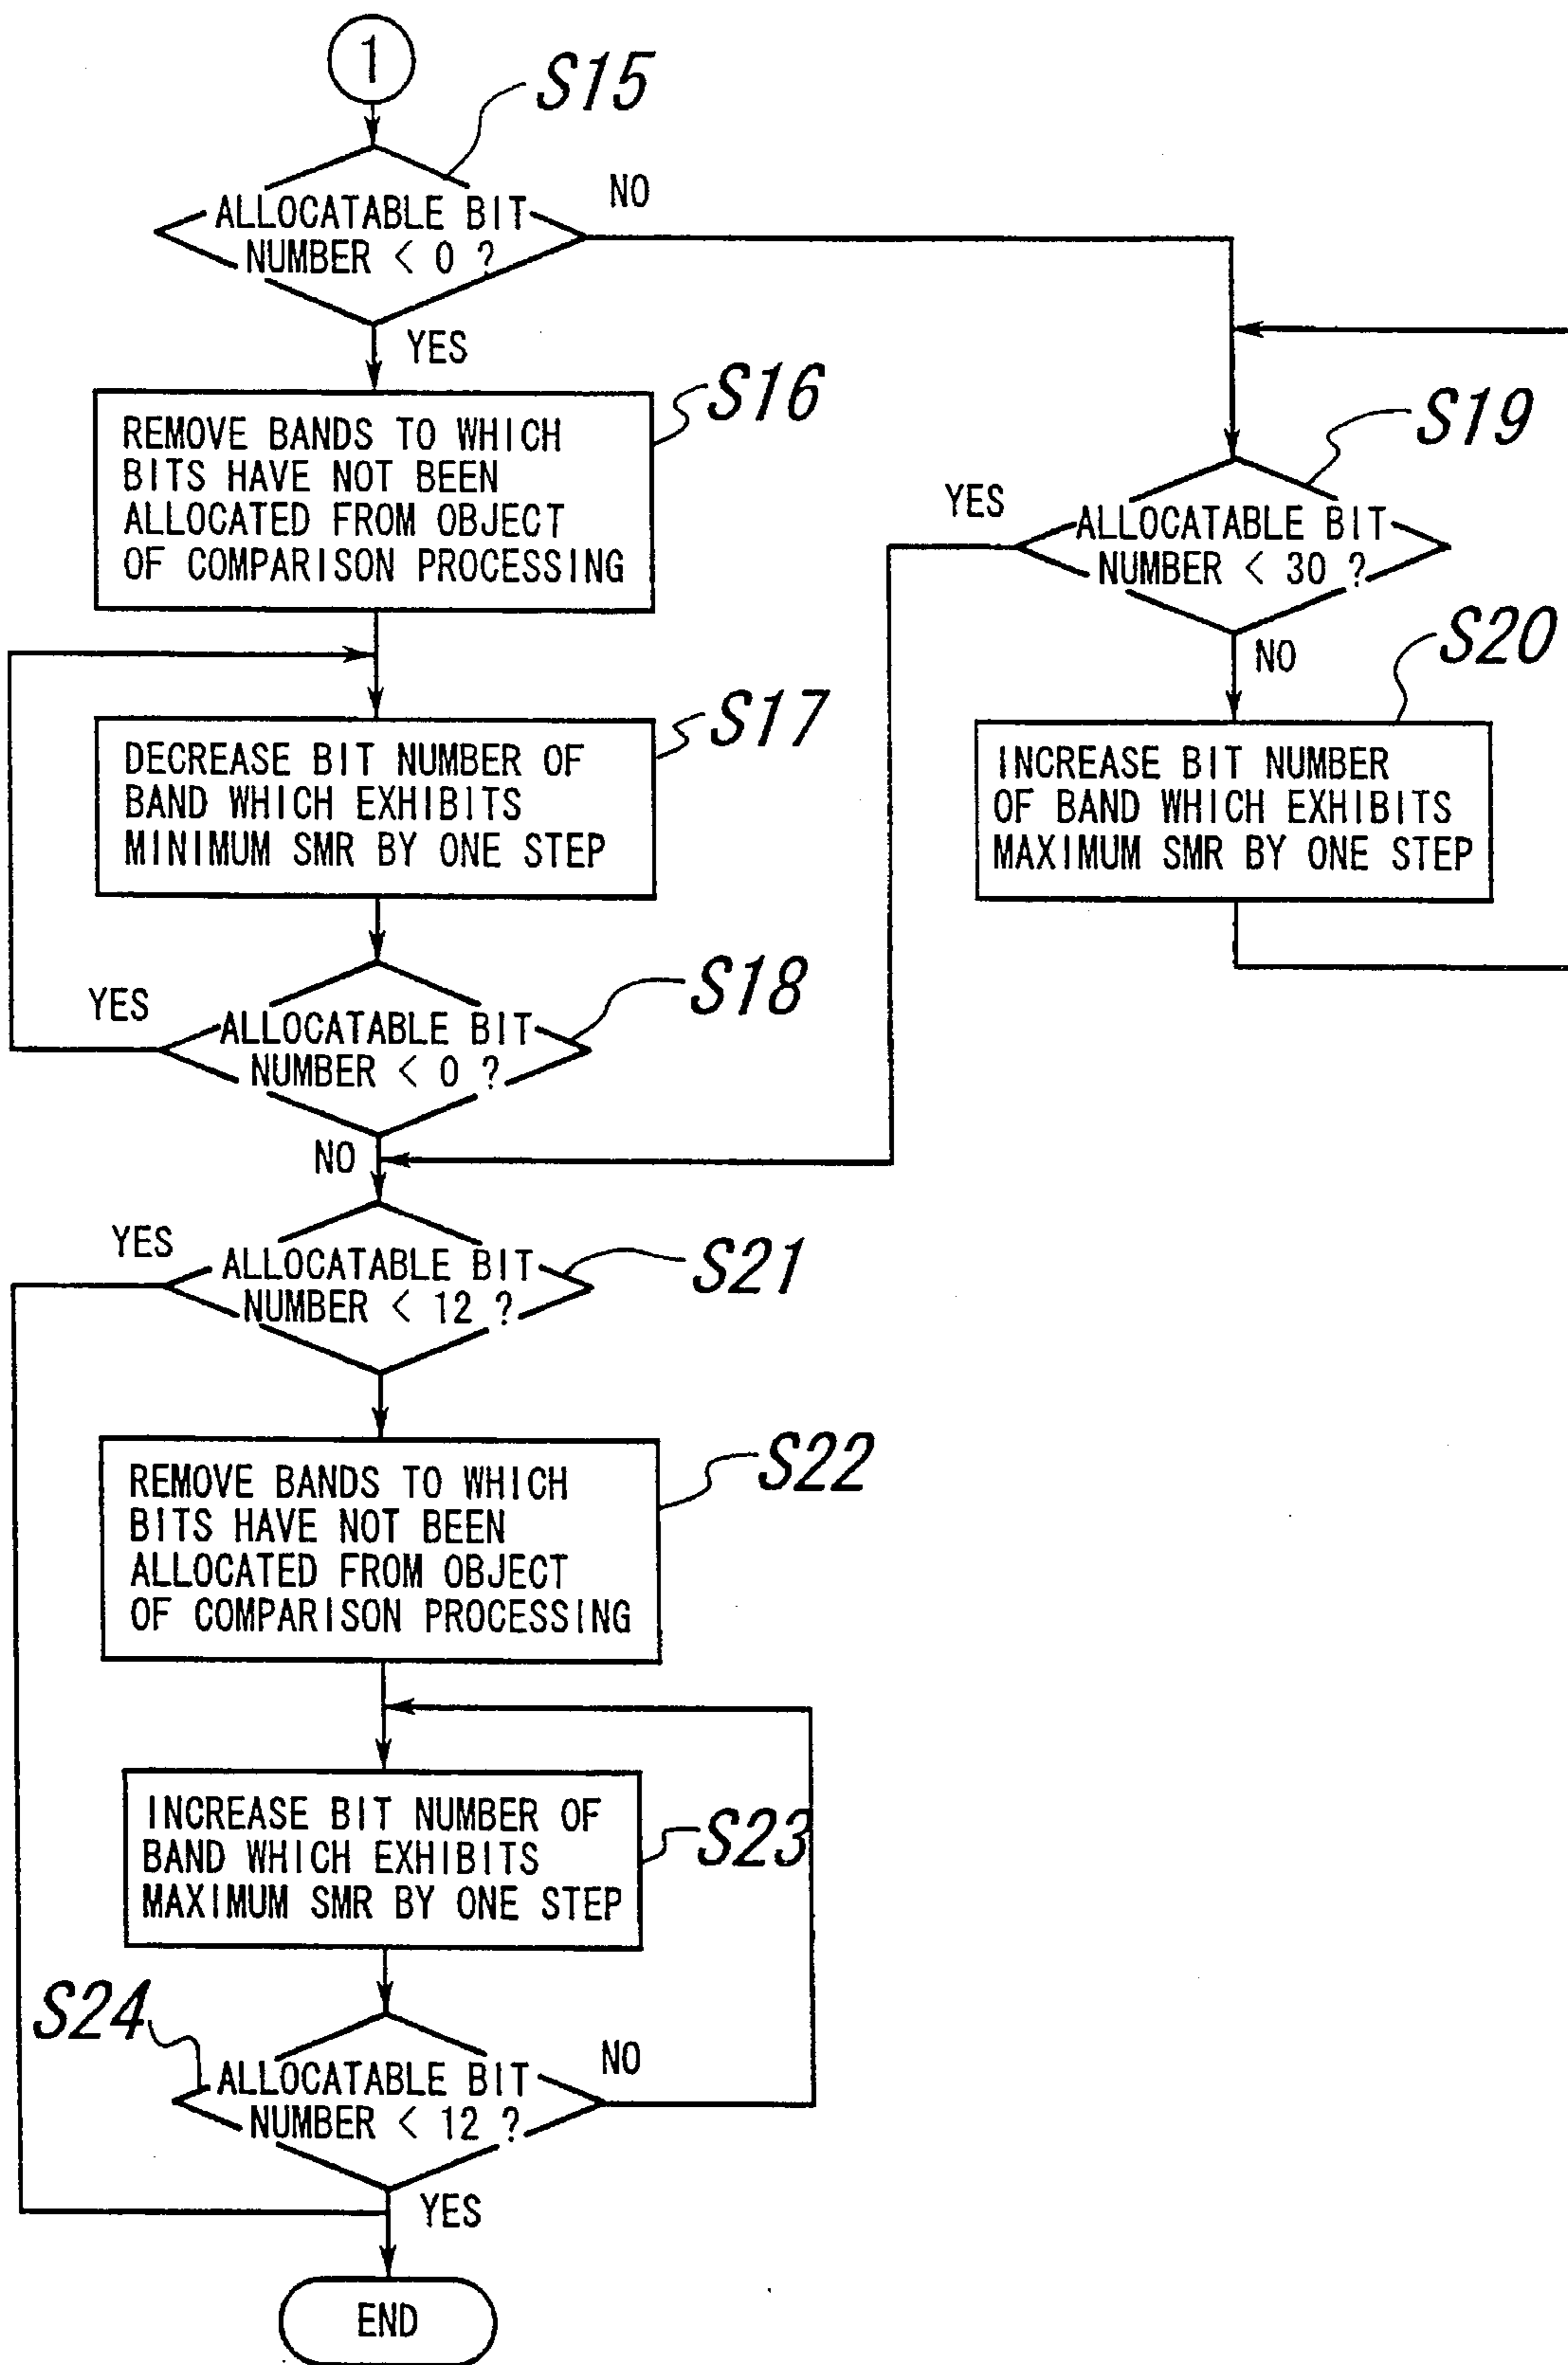 1
S15
ALLOCATABLE BIT
NUMBER < 0 ?
NO
YES
S16
REMOVE BANDS TO WHICH
BITS HAVE NOT BEEN
ALLOCATED FROM OBJECT
OF COMPARISON PROCESSING
S17
DECREASE BIT NUMBER OF
BAND WHICH EXHIBITS
MINIMUM SMR BY ONE STEP
S18
YES
ALLOCATABLE BIT
NUMBER < 0 ?
NO
S19
YES
ALLOCATABLE BIT
NUMBER < 30 ?
NO
S20
INCREASE BIT NUMBER
OF BAND WHICH EXHIBITS
MAXIMUM SMR BY ONE STEP
YES
S21
ALLOCATABLE BIT
NUMBER < 12 ?
S22
REMOVE BANDS TO WHICH
BITS HAVE NOT BEEN
ALLOCATED FROM OBJECT
OF COMPARISON PROCESSING
S23
INCREASE BIT NUMBER OF
BAND WHICH EXHIBITS
MAXIMUM SMR BY ONE STEP
S24
NO
ALLOCATABLE BIT
NUMBER < 12 ?
YES
END